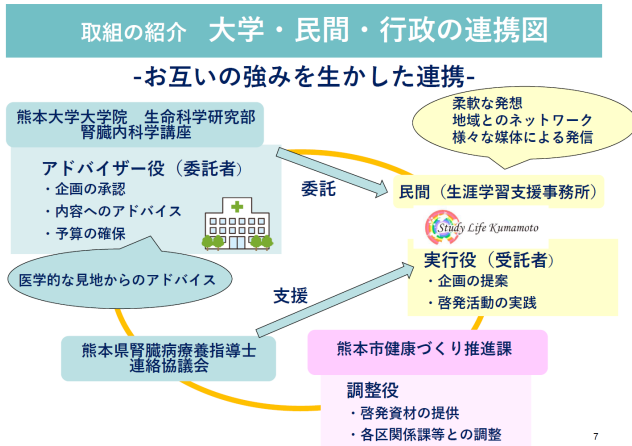 取組の紹介　大学・民間・行政の連携図
-お互いの強みを生かした連携-
熊本大学大学院　生命科学研究部
腎臓内科学講座
アドバイザー役（委託者）
・企画の承認
・内容へのアドバイス
・予算の確保
医学的な見地からのアドバイス
委託
柔軟な発想
地域とのネットワーク
様々な媒体による発信
民間（生涯学習支援事務所）
Study Life Kumamoto
実行役（受託者）
・企画の提案
・啓発活動の実践
支援
熊本県腎臓病療養指導士
連絡協議会
熊本市健康づくり推進課
調整役
・啓発資材の提供
・各区関係課等との調整
7